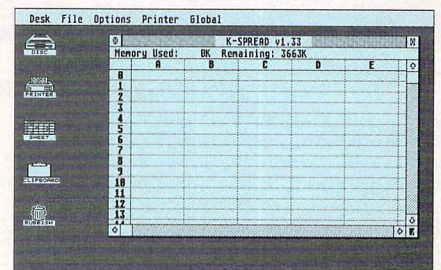 Desk File Options Printer Global
K-SPREAD v1.33
Memory Used: 0K Remaining: 3663K
A B C D E
0
1
2
3
4
5
6
7
8
9
10
11
12
13
DISC
PRINTER
SHEET
CLIPBOARD
RUBBISH